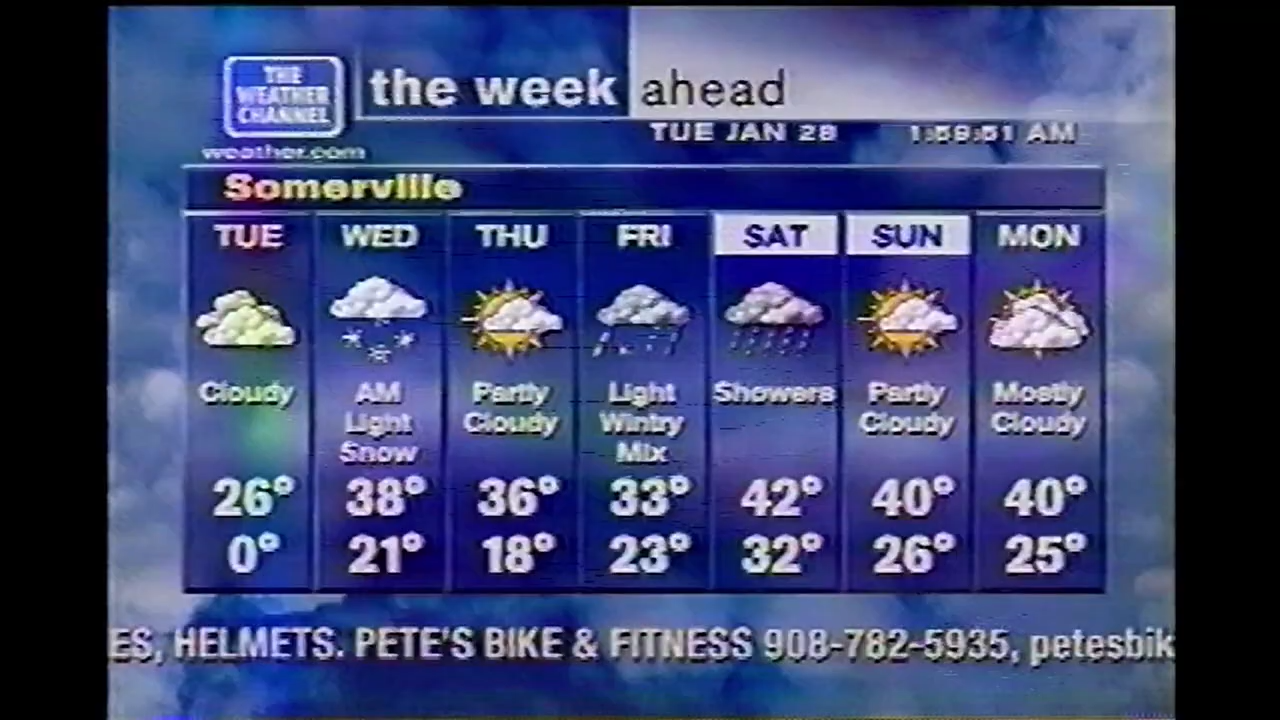 THE
WEATHER
CHANNEL
the week ahead
TUE JAN 28 1:59:51 AM
weather.com
Somerville
TUE WED THU FRI SAT SUN MON
Cloudy
AM
Light
Snow
Partly
Cloudy
Light
Wintry
Mix
Showers
Partly
Cloudy
Mostly
Cloudy
26° 38° 36° 33° 42° 40° 40°
0° 21° 18° 23° 32° 26° 25°
ES, HELMETS. PETE'S BIKE & FITNESS 908-782-5935, petesbik